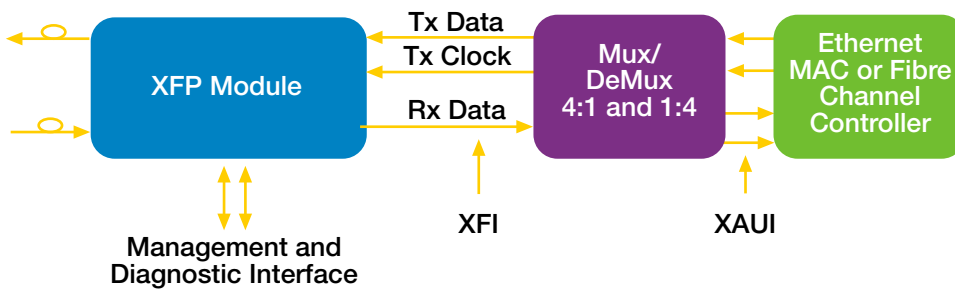 XFP Module
Tx Data
Tx Clock
Rx Data
Mux/
DeMux
4:1 and 1:4
Ethernet
MAC or Fibre
Channel
Controller
XFI
XAUI
Management and
Diagnostic Interface